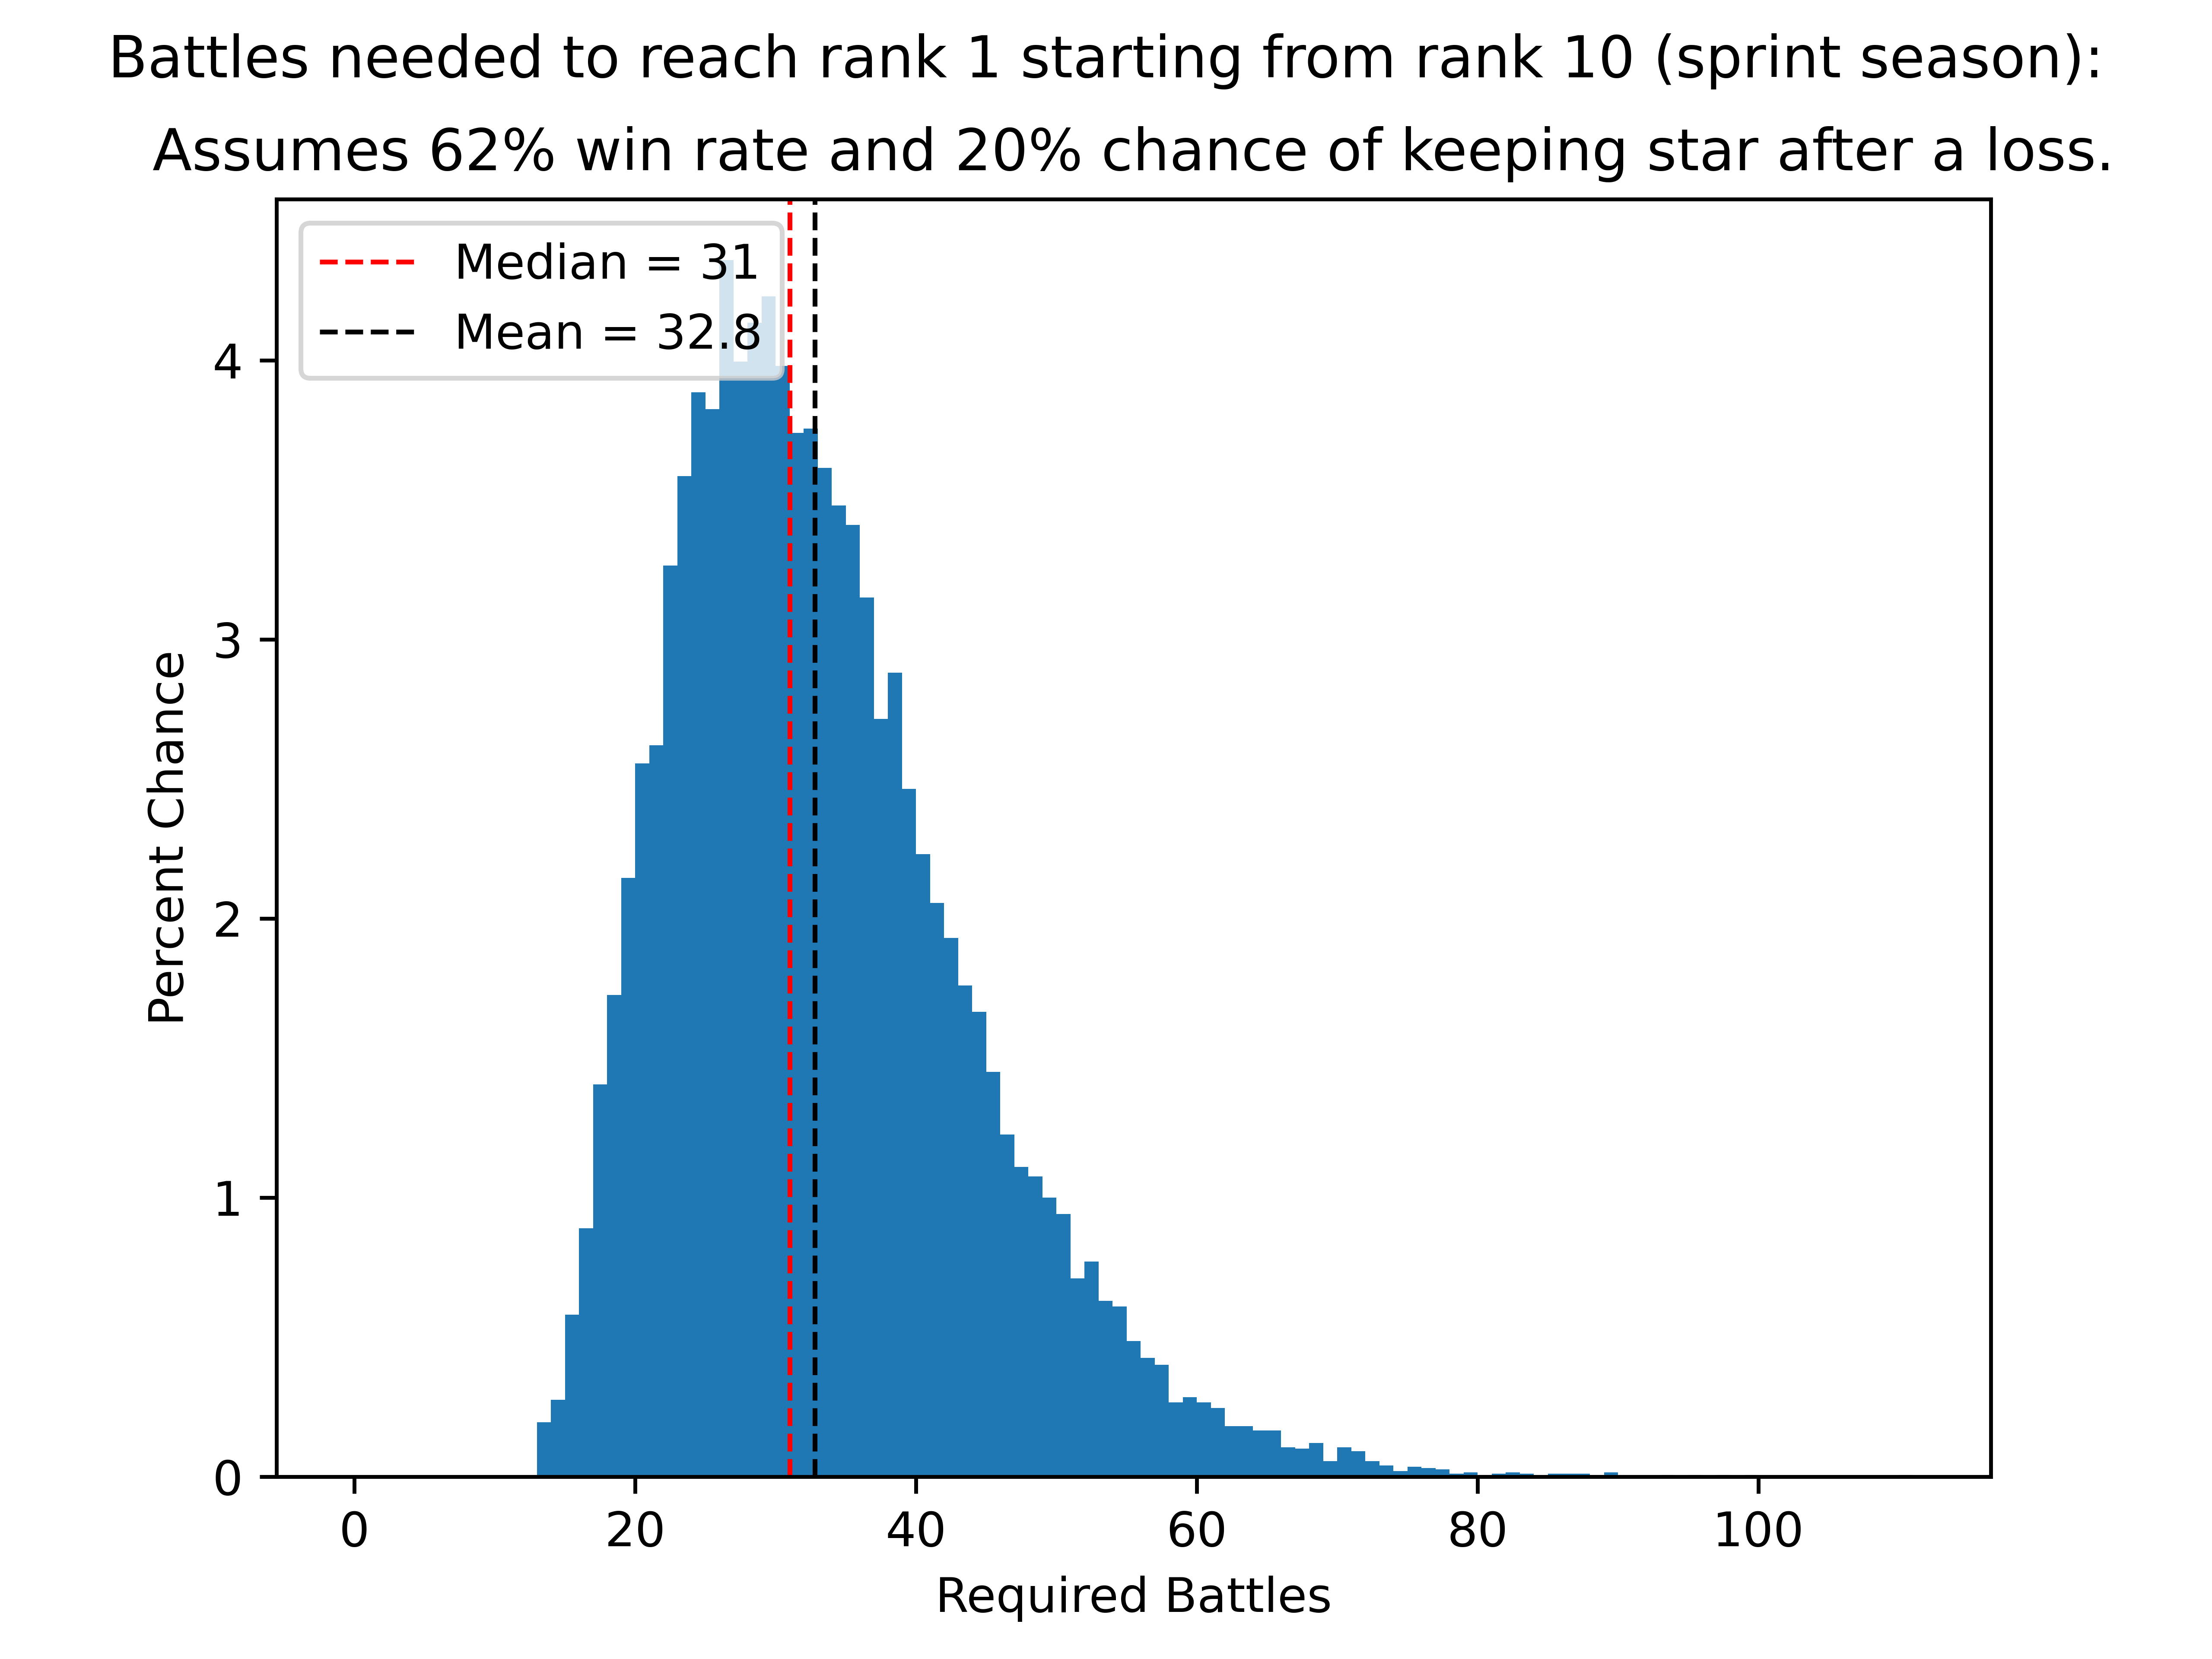 Battles needed to reach rank 1 starting from rank 10 (sprint season):
Assumes 62% win rate and 20% chance of keeping star after a loss.
Median = 31
Mean = 32.8
Percent Chance
4
3
2
1
0
0 20 40 60 80 100
Required Battles